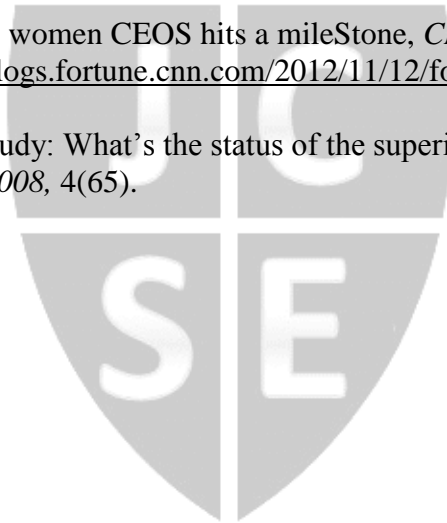 women CEOS hits a mileStone,
logs.fortune.cnn.com/2012/11/12/fo
udy: What's the status of the superi
008, 4(65).
J C
S E